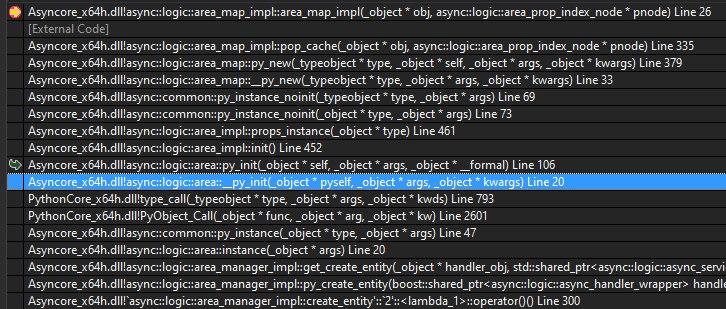 Asyncore_x64h.dll!async::logic::area_map_impl::area_map_impl(_object * obj, async::logic::area_prop_index_node * pnode) Line 26
[External Code]
Asyncore_x64h.dll!async::logic::area_map_impl::pop_cache(_object * obj, async::logic::area_prop_index_node * pnode) Line 335
Asyncore_x64h.dll!async::logic::area_map::py_new(_typeobject * type, _object * self, _object * args, _object * kwargs) Line 379
Asyncore_x64h.dll!async::logic::area_map::__py_new(_typeobject * type, _object * args, _object * kwargs) Line 33
Asyncore_x64h.dll!async::common::py_instance_noinit(_typeobject * type, _object * args) Line 69
Asyncore_x64h.dll!async::common::py_instance_noinit(_object * type, _object * args) Line 73
Asyncore_x64h.dll!async::logic::area_impl::props_instance(_object * type) Line 461
Asyncore_x64h.dll!async::logic::area_impl::init() Line 452
Asyncore_x64h.dll!async::logic::area::py_init(_object * self, _object * args, _object * __formal) Line 106
Asyncore_x64h.dll!async::logic::area::__py_init(_object * pyself, _object * args, _object * kwargs) Line 20
PythonCore_x64h.dll!type_call(_typeobject * type, _object * args, _object * kwds) Line 793
PythonCore_x64h.dll!PyObject_Call(_object * func, _object * arg, _object * kw) Line 2601
Asyncore_x64h.dll!async::common::py_instance(_object * type, _object * args) Line 47
Asyncore_x64h.dll!async::logic::area::instance(_object * args) Line 20
Asyncore_x64h.dll!async::logic::area_manager_impl::get_create_entity(_object * handler_obj, std::shared_ptr<async::logic::async_servi
Asyncore_x64h.dll!async::logic::area_manager_impl::py_create_entity(boost::shared_ptr<async::logic::async_handler_wrapper> handler
Asyncore_x64h.dll!`async::logic::area_manager_impl::create_entity'::`2'::<lambda_1>::operator()() Line 300